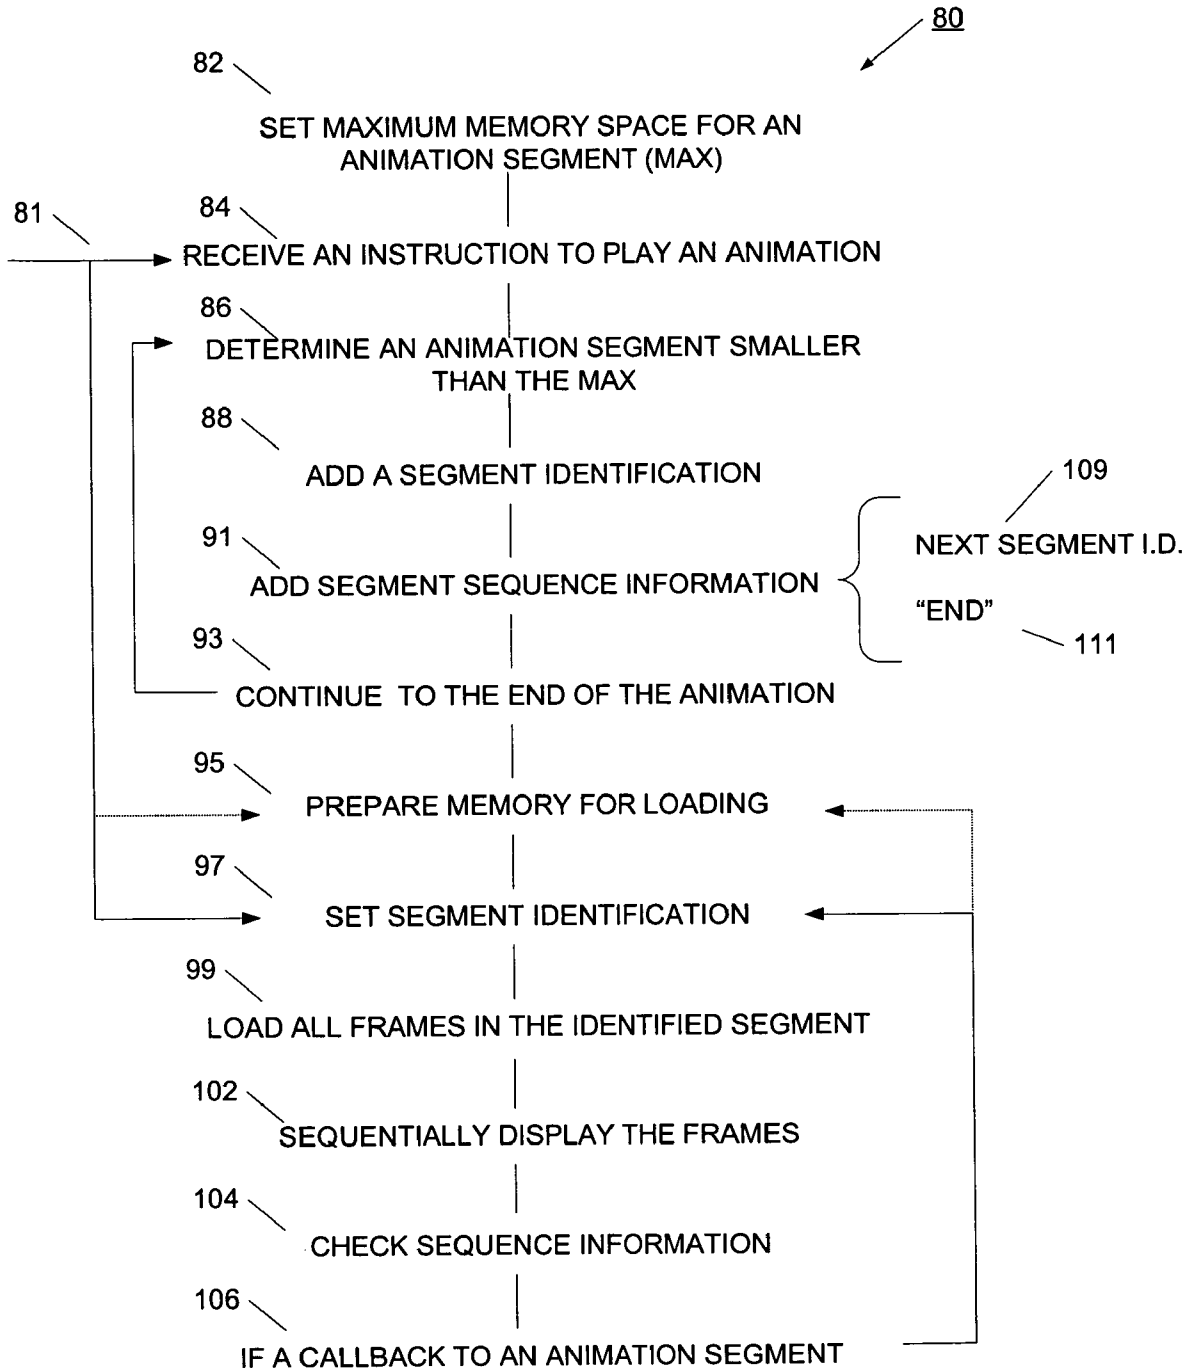 80
82
SET MAXIMUM MEMORY SPACE FOR AN
ANIMATION SEGMENT (MAX)
81
84
RECEIVE AN INSTRUCTION TO PLAY AN ANIMATION
86
DETERMINE AN ANIMATION SEGMENT SMALLER
THAN THE MAX
88
ADD A SEGMENT IDENTIFICATION
109
NEXT SEGMENT I.D.
91
ADD SEGMENT SEQUENCE INFORMATION
“END”
111
93
CONTINUE TO THE END OF THE ANIMATION
95
PREPARE MEMORY FOR LOADING
97
SET SEGMENT IDENTIFICATION
99
LOAD ALL FRAMES IN THE IDENTIFIED SEGMENT
102
SEQUENTIALLY DISPLAY THE FRAMES
104
CHECK SEQUENCE INFORMATION
106
IF A CALLBACK TO AN ANIMATION SEGMENT